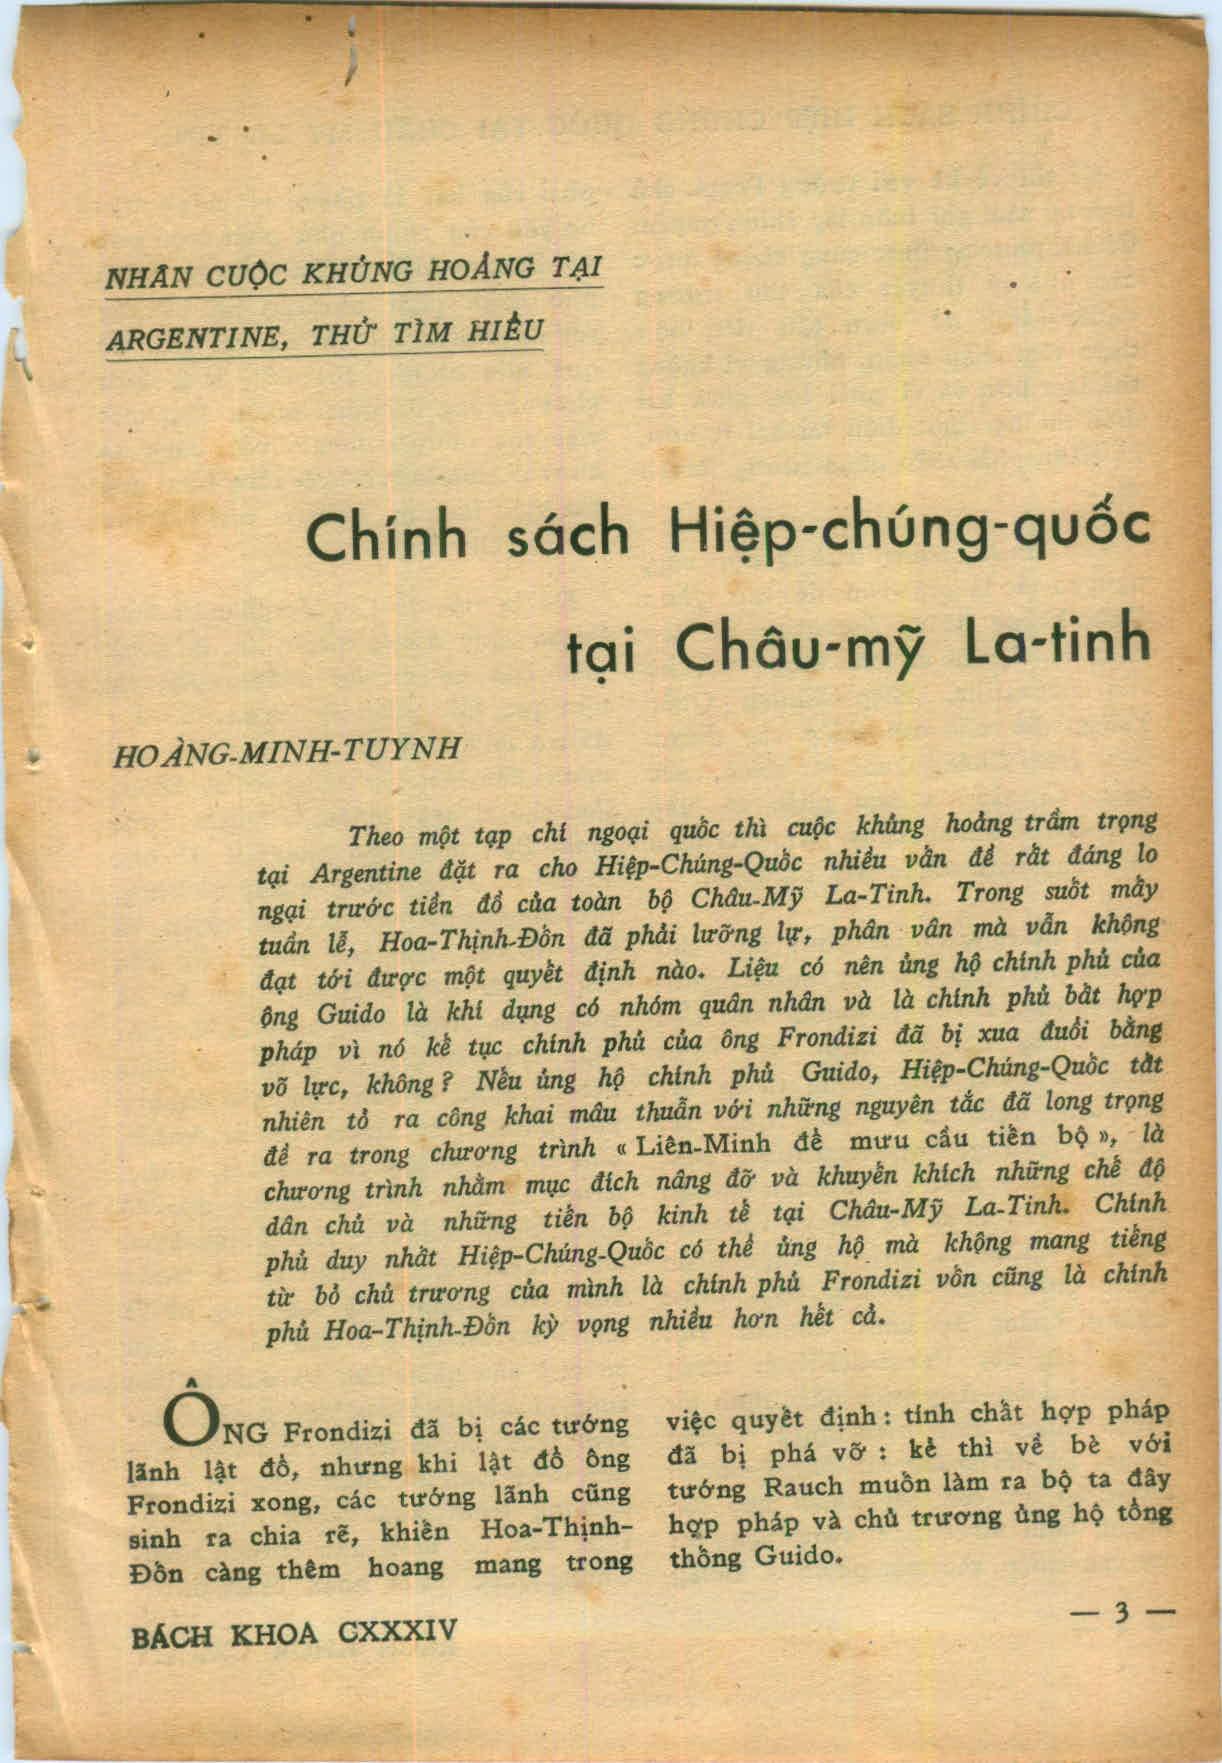 NHÂN CUỘC KHỦNG HOẢNG TẠI
ARGENTINE, THỬ TÌM HIỂU
Chính sách Hiệp-chúng-quốc
tại Châu-mỹ La-tinh
HOÀNG-MINH-TUYNH
Theo một tạp chí ngoại quốc thì cuộc khủng hoảng trầm trọng
tại Argentine đặt ra cho Hiệp-Chúng-Quốc nhiều vấn đề rất đáng lo
ngại trước tiền đồ của toàn bộ Châu-Mỹ La-Tinh. Trong suốt mấy
tuần lễ, Hoa-Thịnh-Đốn đã phải lưỡng lự, phân vân mà vẫn không
đạt tới được một quyết định nào. Liệu có nên ủng hộ chính phủ của
ông Guido là khí dụng có nhóm quân nhân và là chính phủ bất hợp
pháp vì nó kế tục chính phủ của ông Frondizi đã bị xua đuổi bằng
võ lực, không ? Nếu ủng hộ chính phủ Guido, Hiệp-Chúng-Quốc tất
nhiên tỏ ra công khai mâu thuẫn với những nguyên tắc đã long trọng
đề ra trong chương trình « Liên-Minh để mưu cầu tiến bộ », là
chương trình nhằm mục đích nâng đỡ và khuyến khích những chế độ
dân chủ và những tiến bộ kinh tế tại Châu-Mỹ La-Tinh. Chính
phủ duy nhất Hiệp-Chúng-Quốc có thể ủng hộ mà không mang tiếng
từ bỏ chủ trương của mình là chính phủ Frondizi vốn cũng là chính
phủ Hoa-Thịnh-Đốn kỳ vọng nhiều hơn hết cả.
ÔNG Frondizi đã bị các tướng
lãnh lật đổ, nhưng khi lật đổ ông
Frondizi xong, các tướng lãnh cũng
sinh ra chia rẽ, khiến Hoa-Thịnh-
Đốn càng thêm hoang mang trong
việc quyết định : tính chất hợp pháp
đã bị phá vỡ : kẻ thì về bè với
tướng Rauch muốn làm ra bộ ta đây
hợp pháp và chủ trương ủng hộ tổng
thống Guido.
BÁCH KHOA CXXXIV
— 3 —